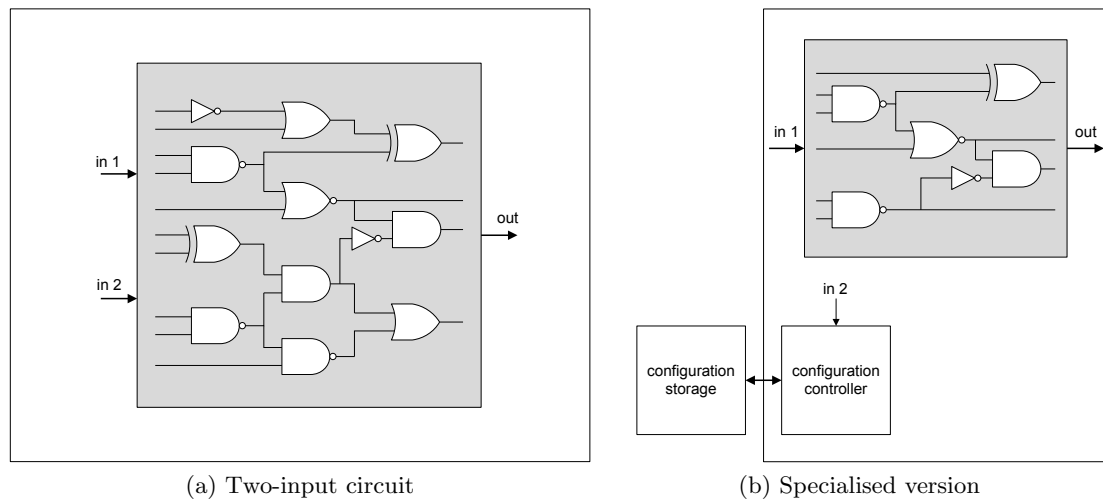 in 1
in 2
out
(a) Two-input circuit
in 1
out
in 2
configuration
storage
configuration
controller
(b) Specialised version